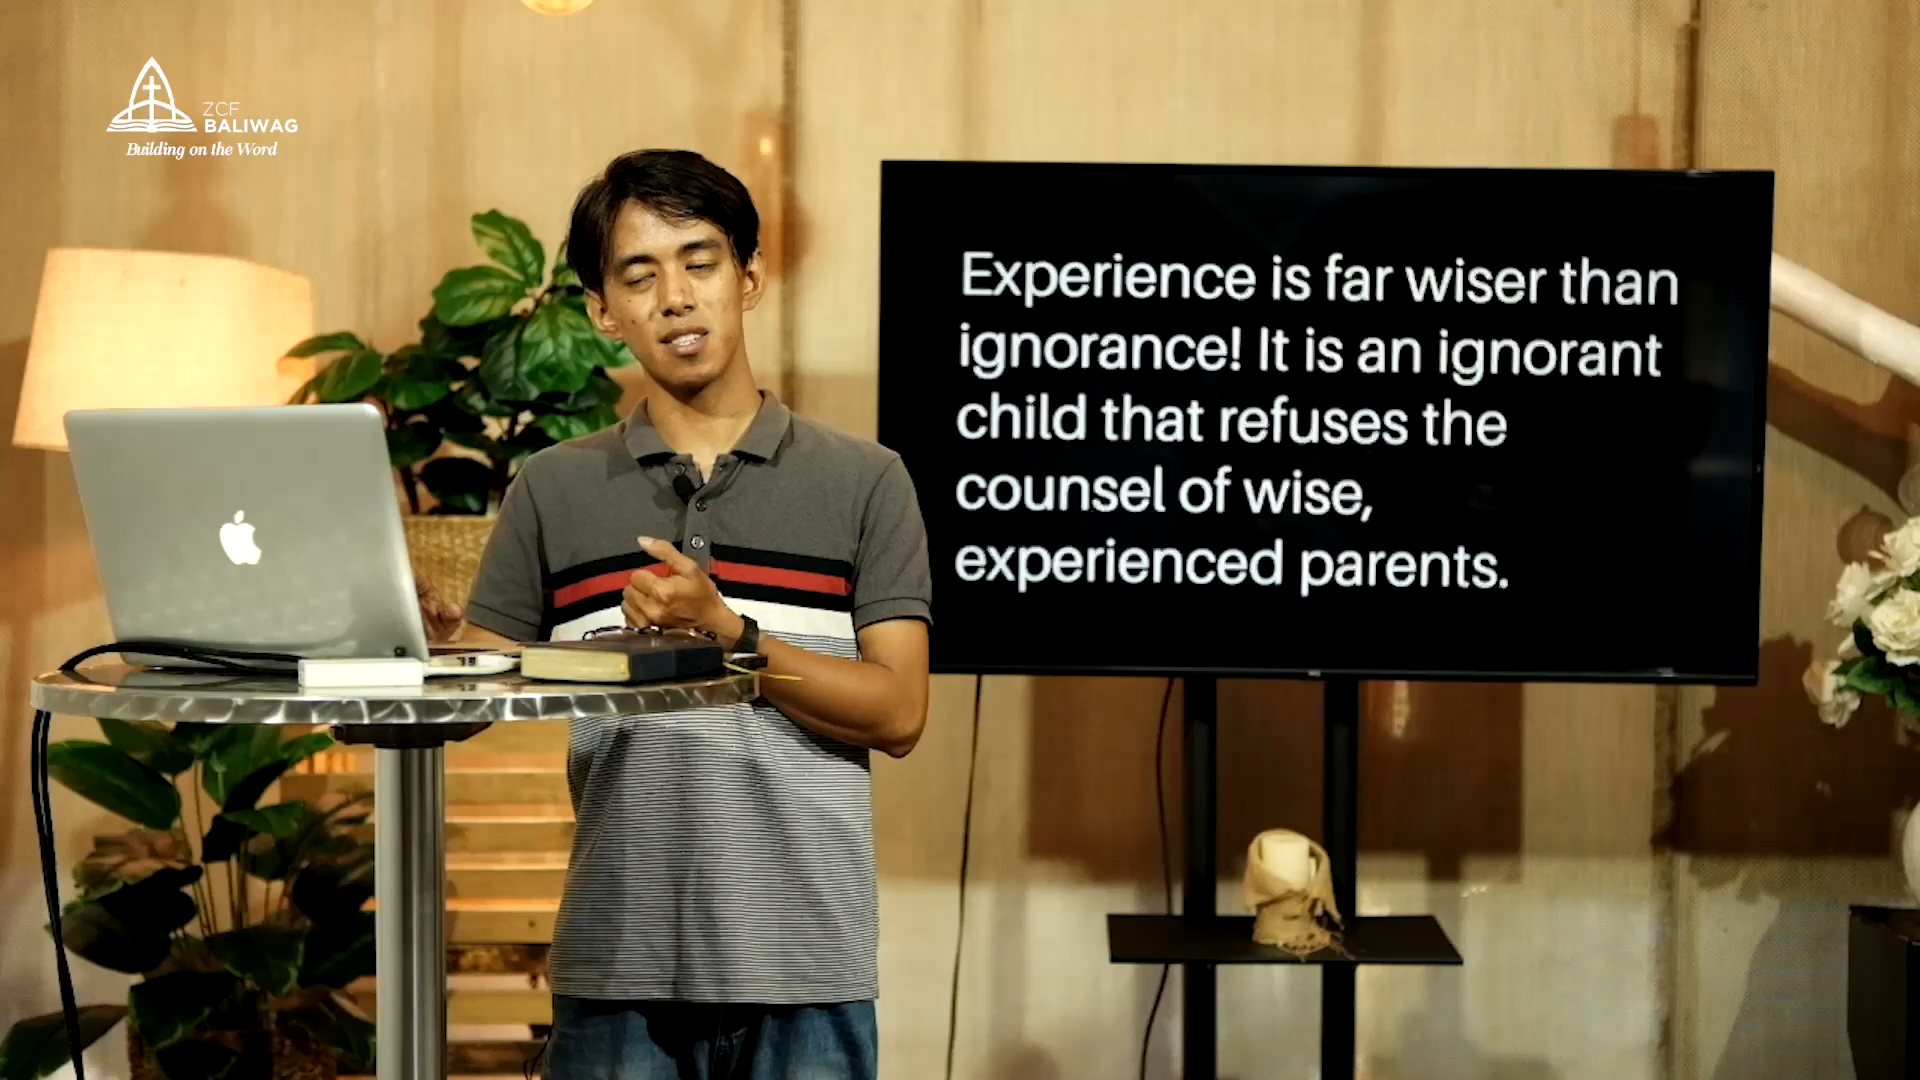 ZCF
BALIWAG
Building on the Word
Experience is far wiser than
ignorance! It is an ignorant
child that refuses the
counsel of wise,
experienced parents.